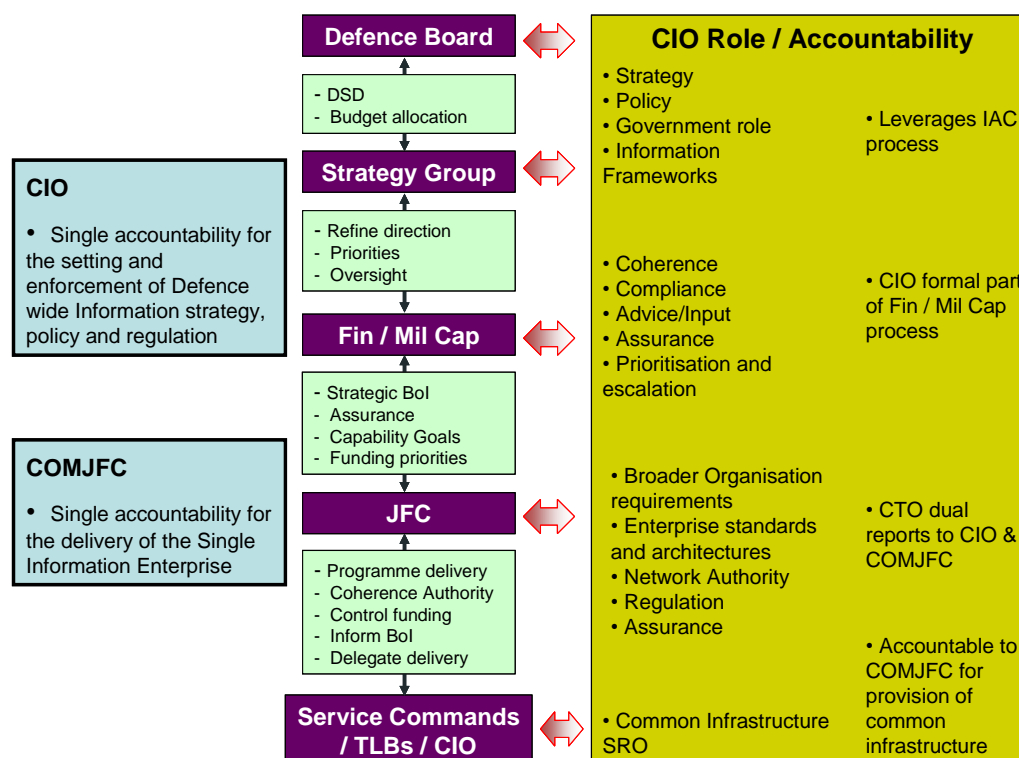 Defence Board
- DSD
- Budget allocation
Strategy Group
- Refine direction
- Priorities
- Oversight
Fin / Mil Cap
- Strategic BoI
- Assurance
- Capability Goals
- Funding priorities
JFC
- Programme delivery
- Coherence Authority
- Control funding
- Inform BoI
- Delegate delivery
Service Commands
/ TLBs / CIO
CIO
• Single accountability for
the setting and
enforcement of Defence
wide Information strategy,
policy and regulation
COMJFC
• Single accountability for
the delivery of the Single
Information Enterprise
CIO Role / Accountability
• Strategy
• Policy
• Government role
• Information
Frameworks
• Leverages IAC
process
• Coherence
• Compliance
• Advice/Input
• Assurance
• Prioritisation and
escalation
• CIO formal part
of Fin / Mil Cap
process
• Broader Organisation
requirements
• Enterprise standards
and architectures
• Network Authority
• Regulation
• Assurance
• CTO dual
reports to CIO &
COMJFC
• Common Infrastructure
SRO
• Accountable to
COMJFC for
provision of
common
infrastructure